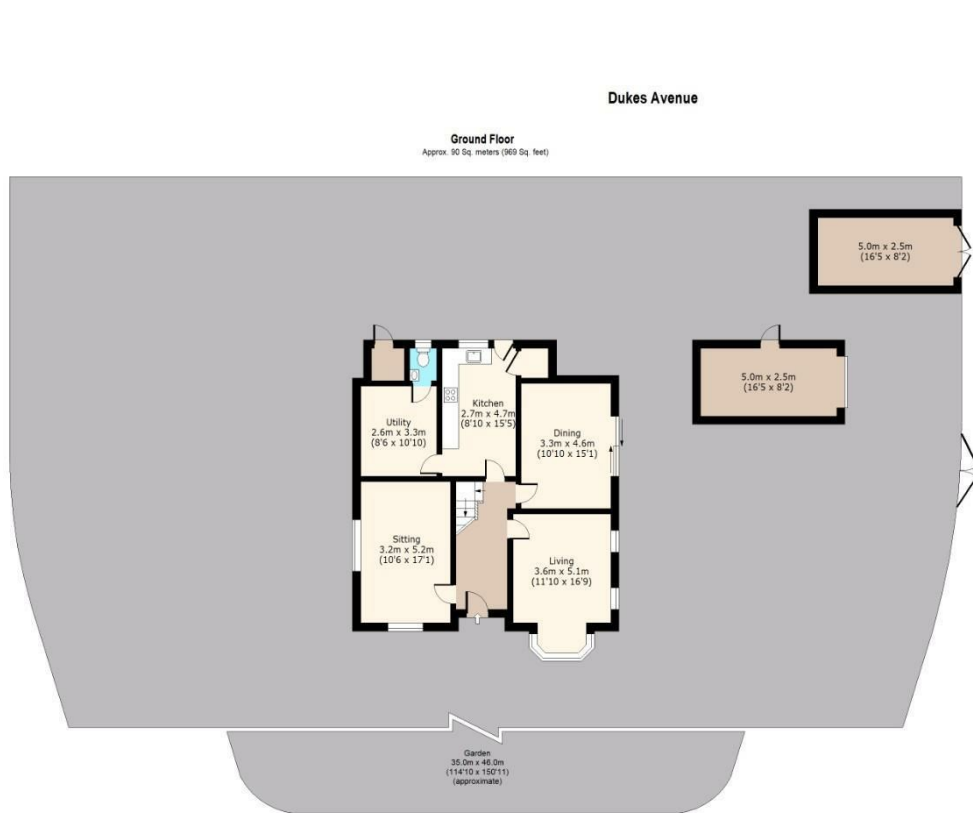 Dukes Avenue
Ground Floor
Approx. 90 Sq. meters (969 Sq. feet)
5.0m x 2.5m
(16'5 x 8'2)
5.0m x 2.5m
(16'5 x 8'2)
Kitchen
2.7m x 4.7m
(8'10 x 15'5)
Utility
2.6m x 3.3m
(8'6 x 10'10)
Dining
3.3m x 4.6m
(10'10 x 15'1)
Sitting
3.2m x 5.2m
(10'6 x 17'1)
Living
3.6m x 5.1m
(11'10 x 16'9)
Garden
35.0m x 46.0m
(114'10 x 150'11)
(approximate)